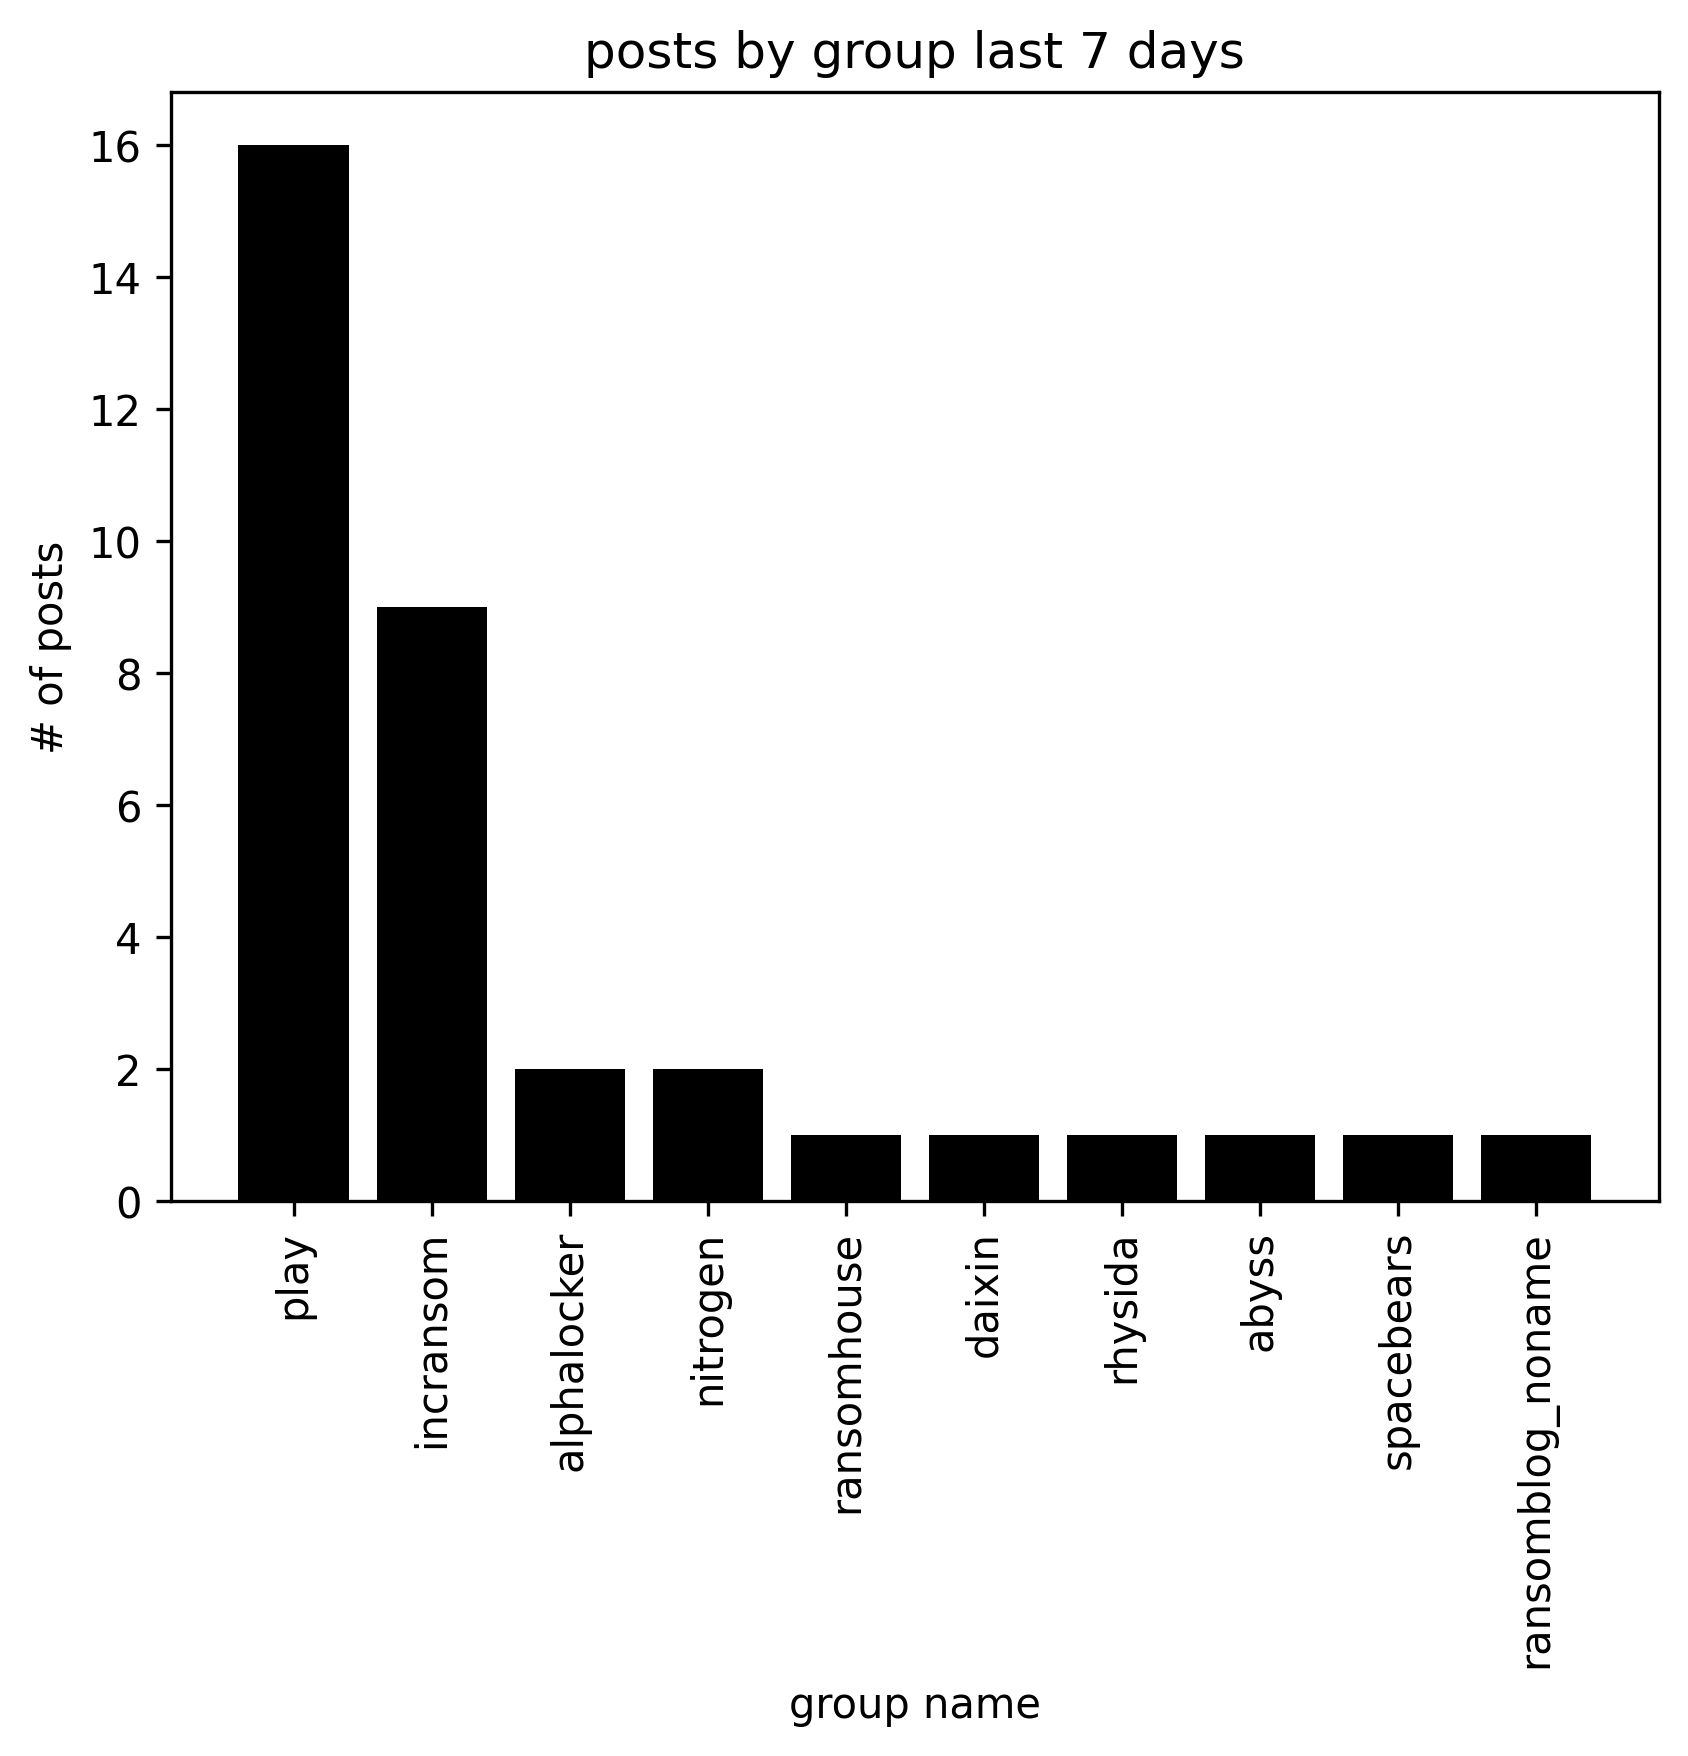 posts by group last 7 days
# of posts
16
14
12
10
8
6
4
2
0
play
incransom
alphalocker
nitrogen
ransomhouse
daixin
rhysida
abyss
spacebears
ransomblog_noname
group name